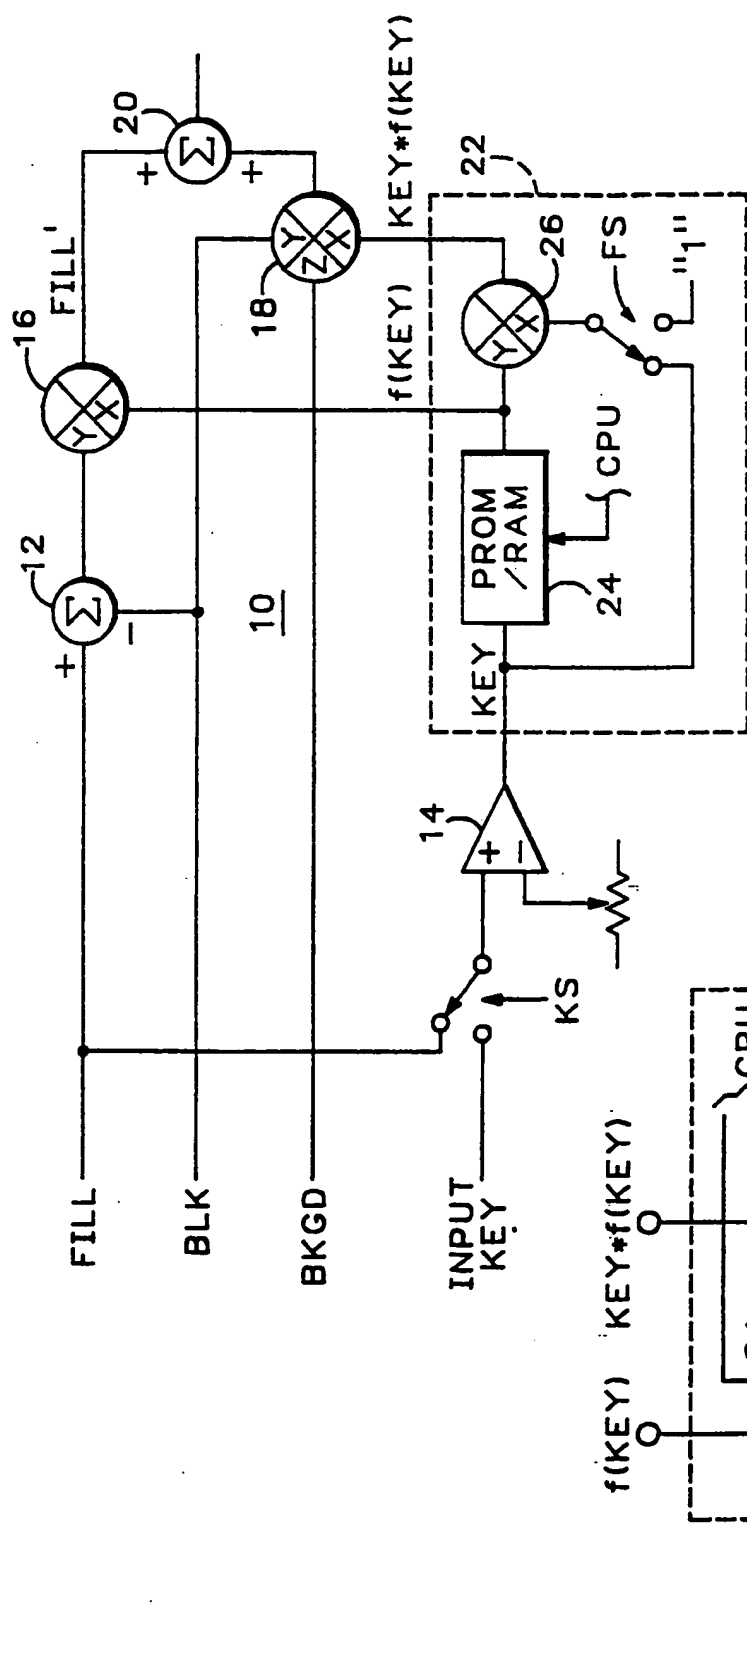 FILL
BLK
BKGD
INPUT
KEY
+
-
Σ
12
10
Y
X
16
FILL'
+
+
Σ
20
Z
Y
X
18
KS
+
-
14
KEY
PROM
/RAM
24
CPU
f(KEY)
KEY*f(KEY)
Y
X
26
FS
"1"
22
f(KEY)
KEY*f(KEY)